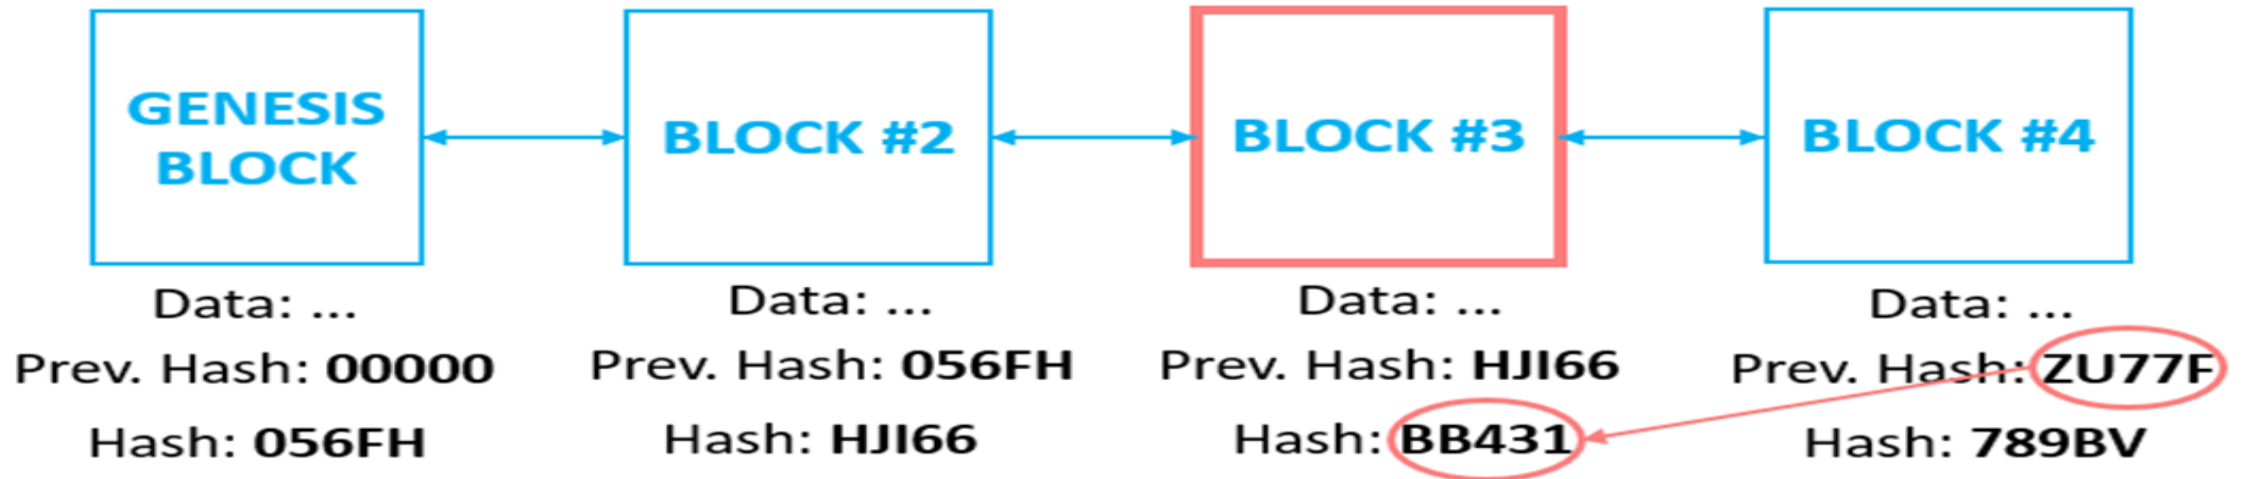 GENESIS
BLOCK
BLOCK #2
BLOCK #3
BLOCK #4
Data: ...
Prev. Hash: 00000
Hash: 056FH
Data: ...
Prev. Hash: 056FH
Hash: HJI66
Data: ...
Prev. Hash: HJI66
Hash: BB431
Data: ...
Prev. Hash: ZU77F
Hash: 789BV